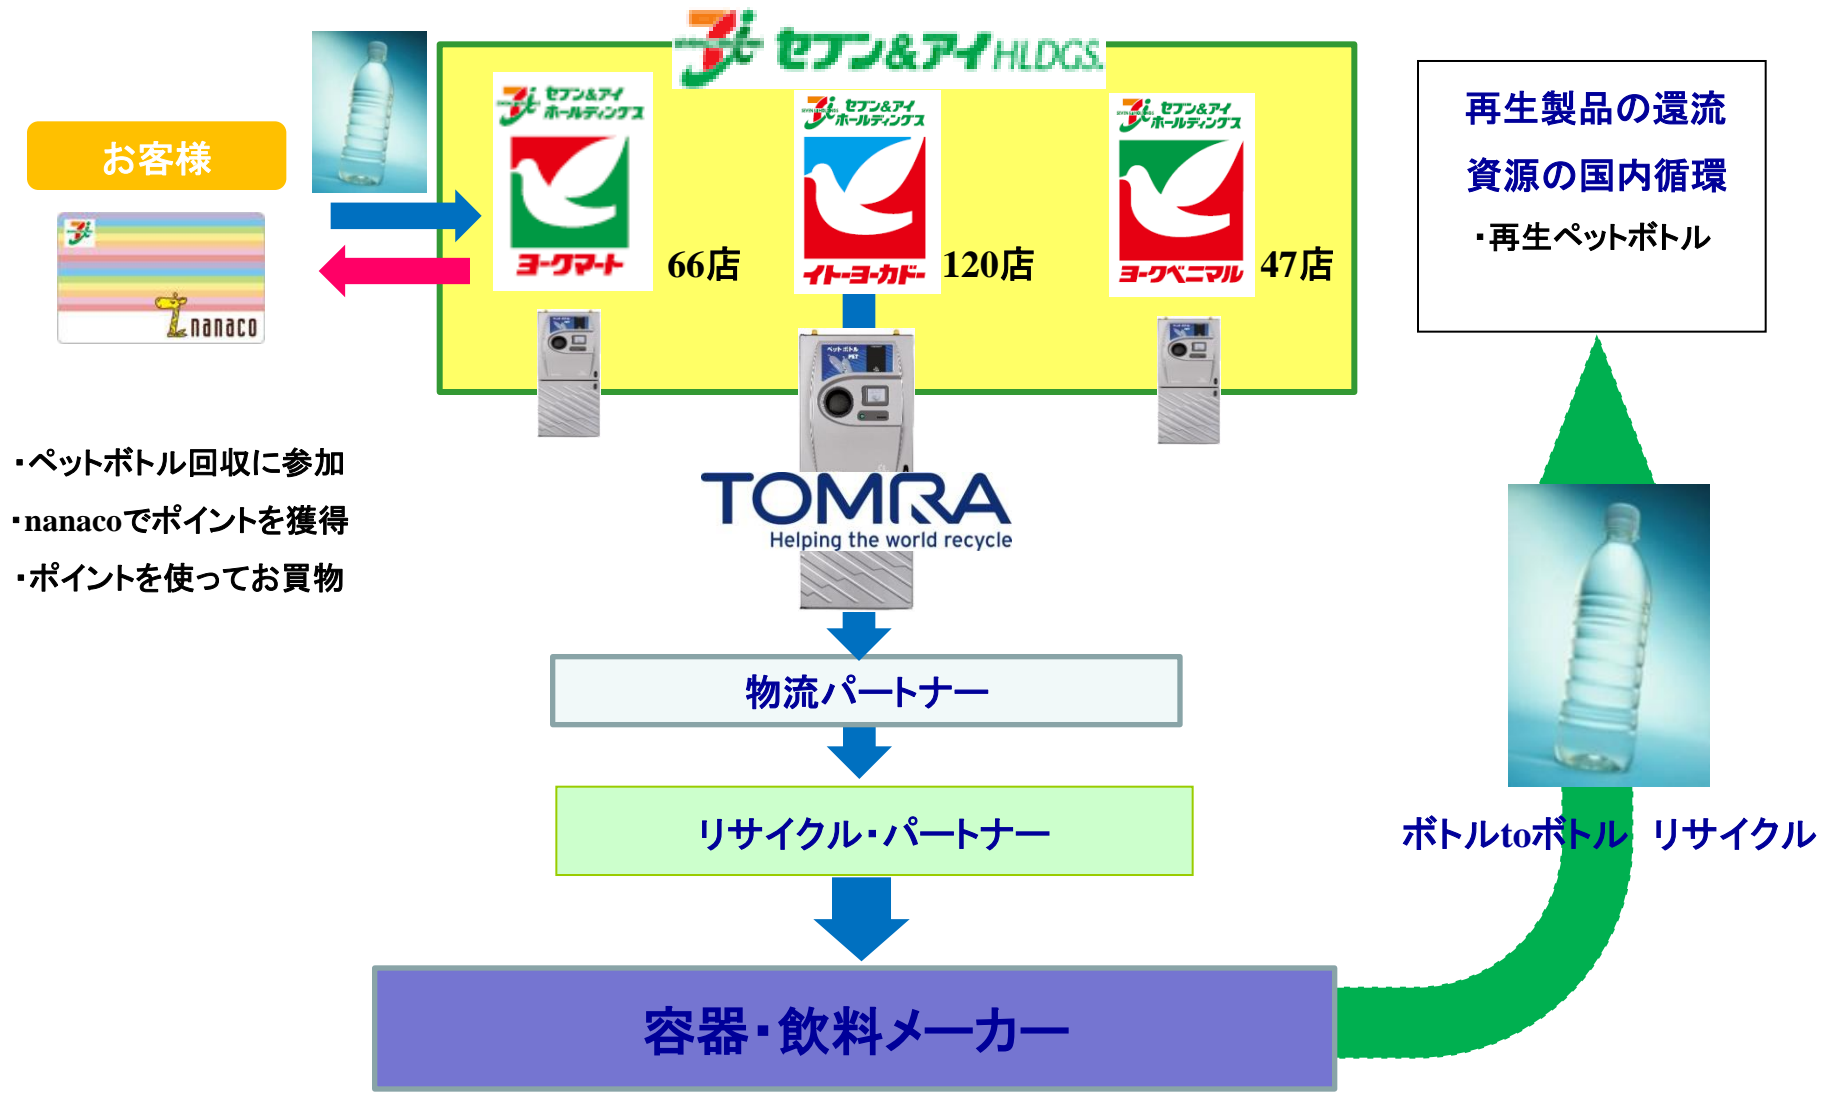 セブン&アイHLDGS.
お客様
nanaco
セブン&アイ
ホールディングス
ヨークマート
66店
セブン&アイ
ホールディングス
イトーヨーカドー
120店
セブン&アイ
ホールディングス
ヨークベニマル
47店
再生製品の還流
資源の国内循環
・再生ペットボトル
・ペットボトル回収に参加
・nanacoでポイントを獲得
・ポイントを使ってお買物
ペットボトル
PET
TOMRA
Helping the world recycle
物流パートナー
リサイクル・パートナー
容器・飲料メーカー
ボトルtoボトル　リサイクル